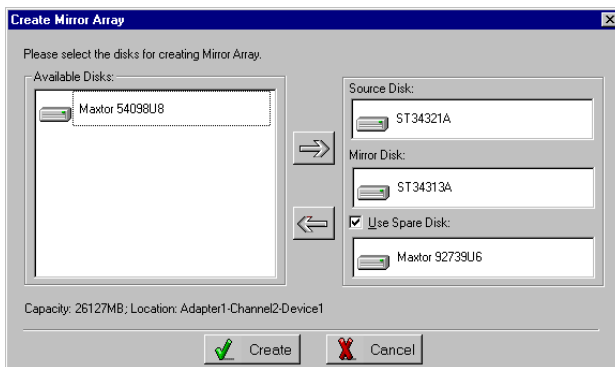 Create Mirror Array
Please select the disks for creating Mirror Array.
Available Disks:
Maxtor 54098U8
Source Disk:
ST34321A
Mirror Disk:
ST34313A
Use Spare Disk:
Maxtor 92739U6
Capacity: 26127MB; Location: Adapter1-Channel2-Device1
Create
Cancel